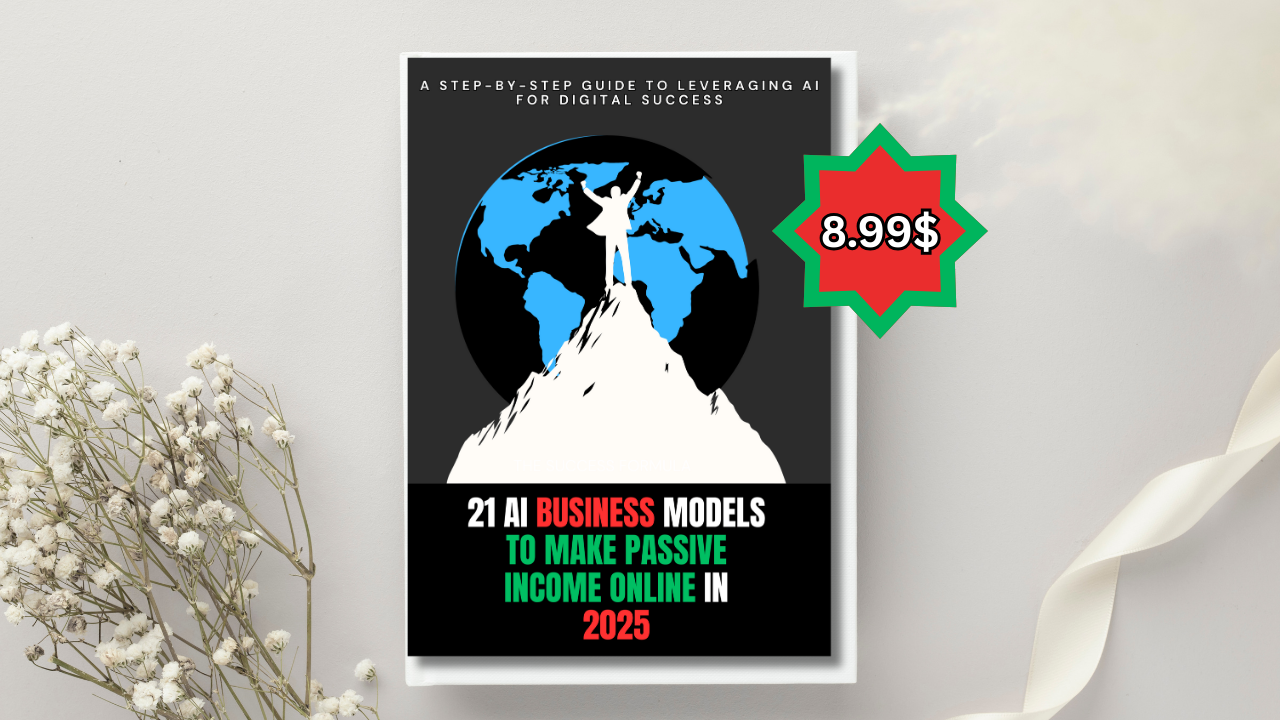 A STEP-BY-STEP GUIDE TO LEVERAGING AI
FOR DIGITAL SUCCESS
8.99$
21 AI BUSINESS MODELS
TO MAKE PASSIVE
INCOME ONLINE IN
2025